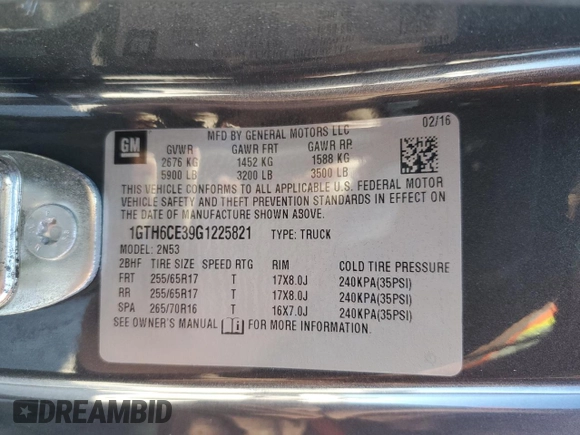 MFD BY GENERAL MOTORS LLC 02/16
GM
GVWR GAWR FRT GAWR RR
2676 KG 1452 KG 1588 KG
5900 LB 3200 LB 3500 LB
THIS VEHICLE CONFORMS TO ALL APPLICABLE U.S. FEDERAL MOTOR
VEHICLE SAFETY AND THEFT PREVENTION STANDARDS IN EFFECT ON
THE DATE OF MANUFACTURE SHOWN ABOVE.
1GTH6CE39G1225821 TYPE: TRUCK
MODEL: 2N53
2BHF TIRE SIZE SPEED RTG RIM COLD TIRE PRESSURE
FRT 255/65R17 T 17X8.0J 240KPA(35PSI)
RR 255/65R17 T 17X8.0J 240KPA(35PSI)
SPA 265/70R16 T 16X7.0J 240KPA(35PSI)
SEE OWNER'S MANUAL FOR MORE INFORMATION.
DREAMBID